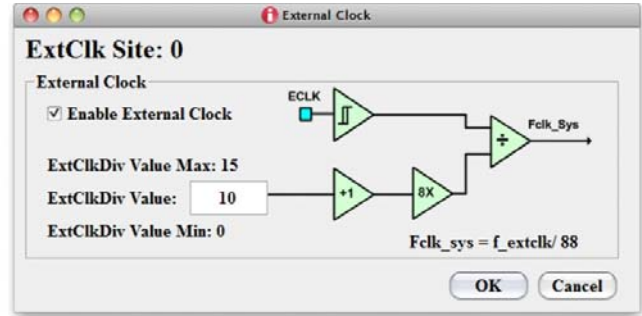 External Clock
ExtClk Site: 0
External Clock
Enable External Clock
ECLK
Fclk_Sys
÷
ExtClkDiv Value Max: 15
ExtClkDiv Value: 10
+1
8X
ExtClkDiv Value Min: 0
Fclk_sys = f_extclk/ 88
OK Cancel